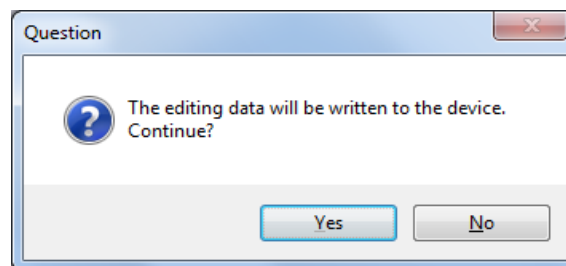 Question
The editing data will be written to the device.
Continue?
Yes
No